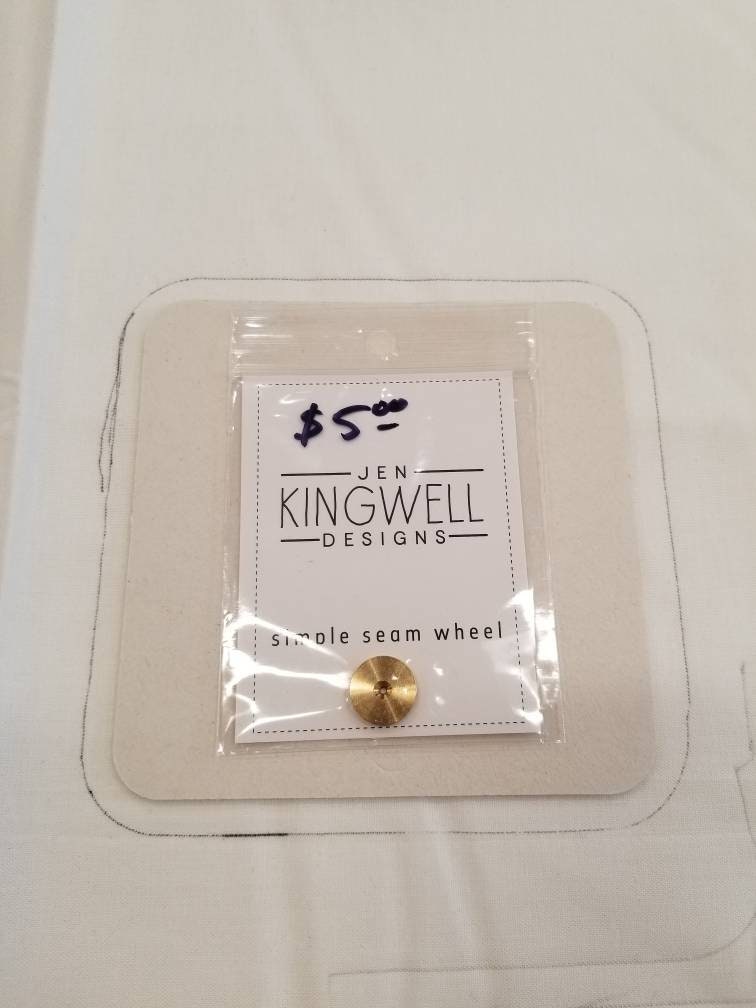 $5.00
JEN
KINGWELL
DESIGNS
simple seam wheel